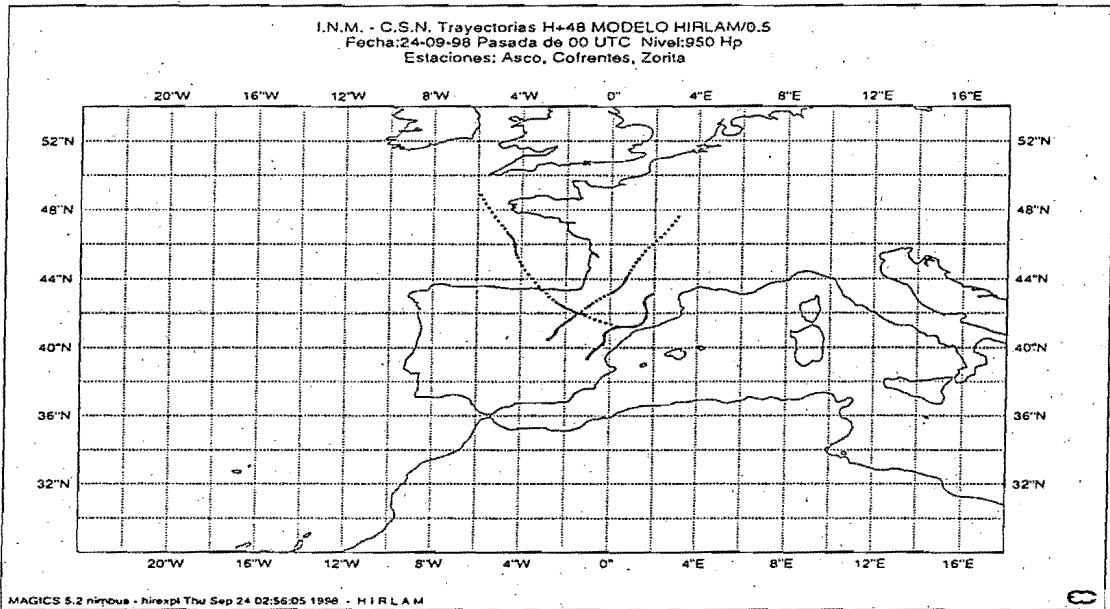 I.N.M. - C.S.N. Trayectorias H+48 MODELO HIRLAM/0.5
Fecha:24-09-98 Pasada de 00 UTC Nivel:950 Hp
Estaciones: Asco, Cofrentes, Zorita
20°W 16°W 12°W 8°W 4°W 0° 4°E 8°E 12°E 16°E
52°N 52°N
48°N 48°N
44°N 44°N
40°N 40°N
36°N 36°N
32°N 32°N
20°W 16°W 12°W 8°W 4°W 0° 4°E 8°E 12°E 16°E
MAGICS 5.2 nimbus - hirexpl Thu Sep 24 02:56:05 1998 - H I R L A M